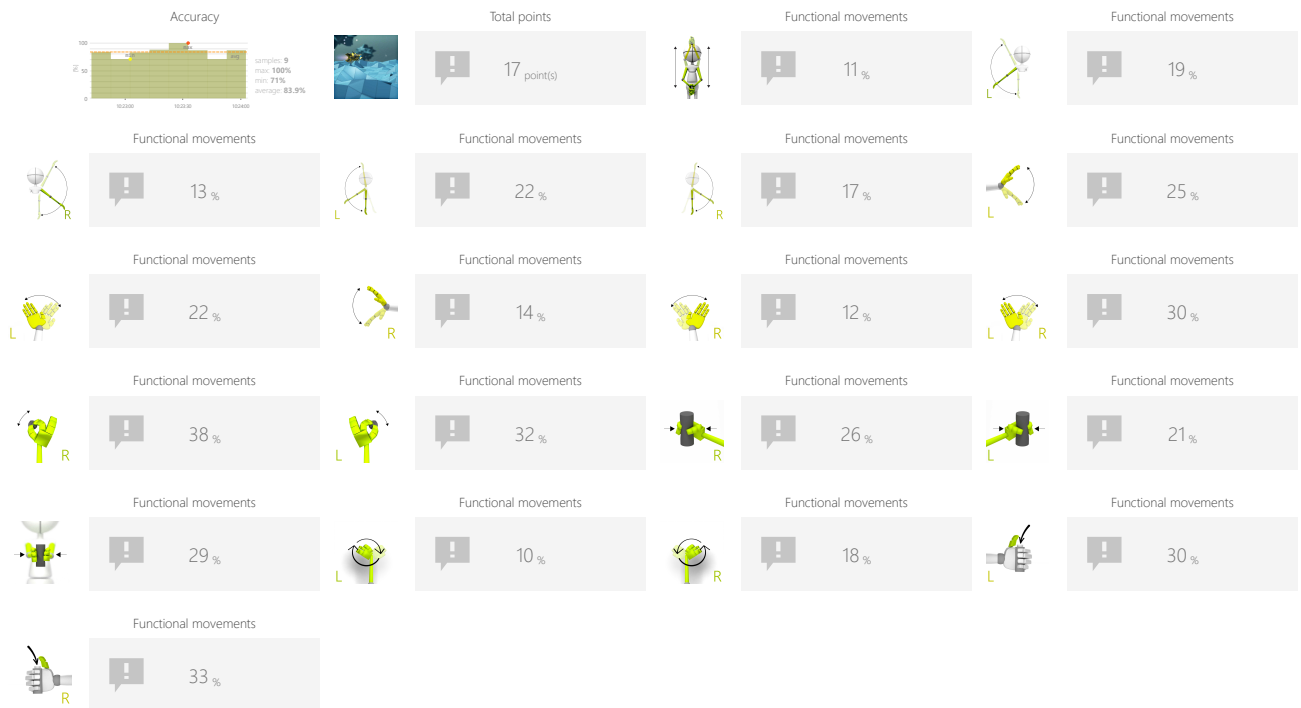 Accuracy
100
50
0
[%]
avg
10:23:00
10:23:30
10:24:00
samples: 9
max: 100%
min: 71%
average: 83.9%
Total points
17 point(s)
Functional movements
11 %
Functional movements
L
19 %
Functional movements
R
13 %
Functional movements
L
22 %
Functional movements
R
17 %
Functional movements
L
25 %
Functional movements
L
22 %
Functional movements
R
14 %
Functional movements
R
12 %
Functional movements
L R
30 %
Functional movements
R
38 %
Functional movements
L
32 %
Functional movements
R
26 %
Functional movements
L
21 %
Functional movements
29 %
Functional movements
L
10 %
Functional movements
R
18 %
Functional movements
L
30 %
Functional movements
R
33 %